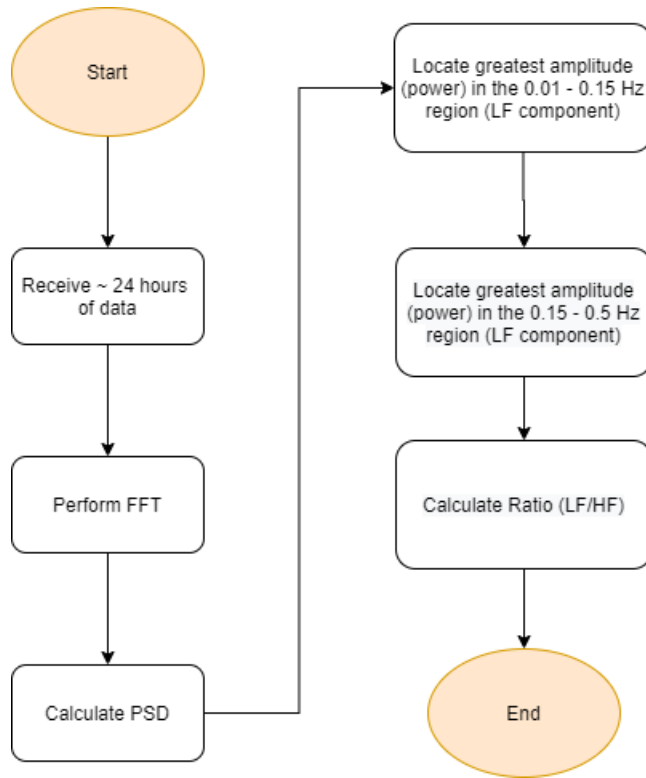 Start
Receive ~ 24 hours
of data
Perform FFT
Calculate PSD
Locate greatest amplitude
(power) in the 0.01 - 0.15 Hz
region (LF component)
Locate greatest amplitude
(power) in the 0.15 - 0.5 Hz
region (LF component)
Calculate Ratio (LF/HF)
End